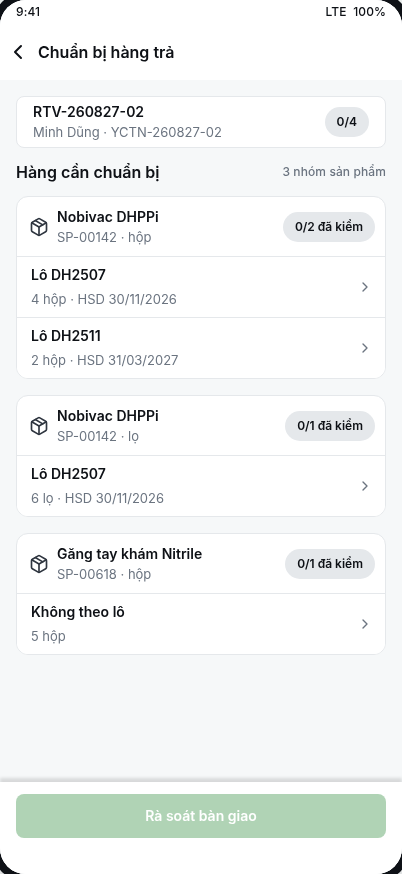 9:41 LTE 100%
Chuẩn bị hàng trả
RTV-260827-02
Minh Dũng · YCTN-260827-02
0/4
Hàng cần chuẩn bị
3 nhóm sản phẩm
Nobivac DHPPi
SP-00142 · hộp
0/2 đã kiểm
Lô DH2507
4 hộp · HSD 30/11/2026
Lô DH2511
2 hộp · HSD 31/03/2027
Nobivac DHPPi
SP-00142 · lọ
0/1 đã kiểm
Lô DH2507
6 lọ · HSD 30/11/2026
Găng tay khám Nitrile
SP-00618 · hộp
0/1 đã kiểm
Không theo lô
5 hộp
Rà soát bàn giao